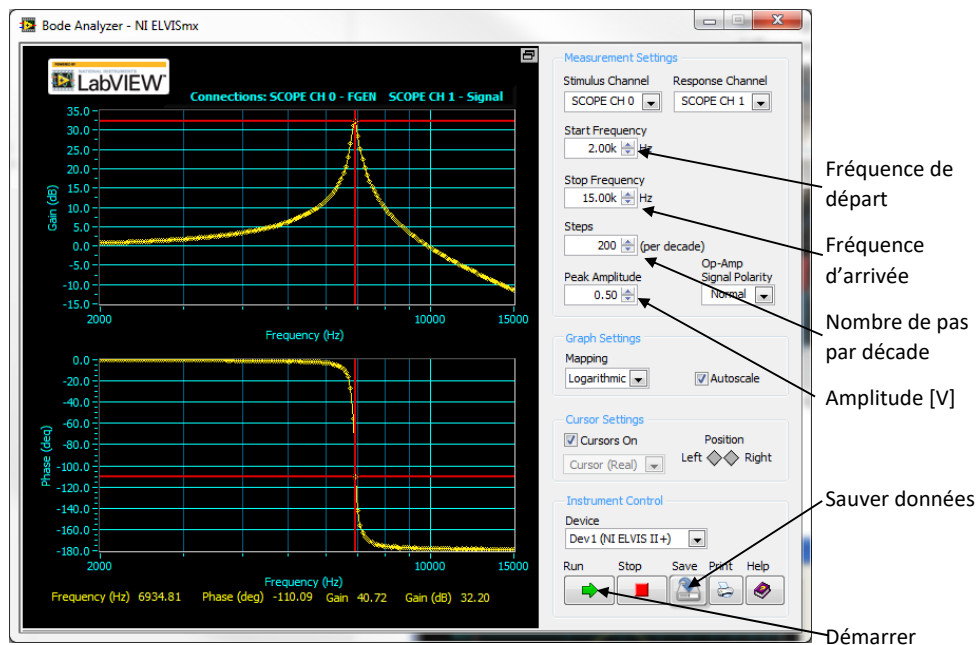 Bode Analyzer - NI ELVISmx
POWERED BY
NATIONAL INSTRUMENTS
LabVIEW™
Connections: SCOPE CH 0 - FGEN SCOPE CH 1 - Signal
35.0
30.0
25.0
20.0
15.0
10.0
5.0
0.0
-5.0
-10.0
-15.0
Gain (dB)
2000 10000 15000
Frequency (Hz)
0.0
-20.0
-40.0
-60.0
-80.0
-100.0
-120.0
-140.0
-160.0
-180.0
Phase (deg)
2000 10000 15000
Frequency (Hz)
Frequency (Hz) 6934.81 Phase (deg) -110.09 Gain 40.72 Gain (dB) 32.20
Measurement Settings
Stimulus Channel Response Channel
SCOPE CH 0 SCOPE CH 1
Start Frequency
2.00k Hz
Stop Frequency
15.00k Hz
Steps
200 (per decade)
Peak Amplitude
0.50
Op-Amp
Signal Polarity
Normal
Graph Settings
Mapping
Logarithmic Autoscale
Cursor Settings
Cursors On Position
Cursor (Real) Left Right
Instrument Control
Device
Dev1 (NI ELVIS II+)
Run Stop Save Print Help
Fréquence de
départ
Fréquence
d’arrivée
Nombre de pas
par décade
Amplitude [V]
Sauver données
Démarrer